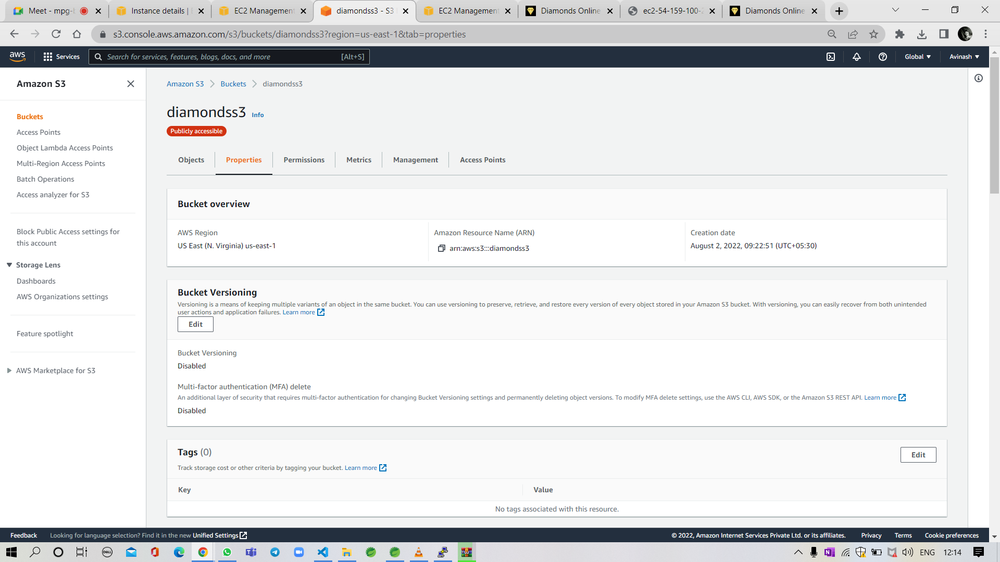 Meet - mpg-
Instance details |
EC2 Management
diamondss3 - S3
EC2 Management
Diamonds Online
ec2-54-159-100-
Diamonds Online
s3.console.aws.amazon.com/s3/buckets/diamondss3?region=us-east-1&tab=properties
aws
Services
Search for services, features, blogs, docs, and more
[Alt+S]
Global
Avinash
Amazon S3
Buckets
Access Points
Object Lambda Access Points
Multi-Region Access Points
Batch Operations
Access analyzer for S3
Block Public Access settings for
this account
Storage Lens
Dashboards
AWS Organizations settings
Feature spotlight
AWS Marketplace for S3
Amazon S3
Buckets
diamondss3
diamondss3 Info
Publicly accessible
Objects
Properties
Permissions
Metrics
Management
Access Points
Bucket overview
AWS Region
US East (N. Virginia) us-east-1
Amazon Resource Name (ARN)
arn:aws:s3:::diamondss3
Creation date
August 2, 2022, 09:22:51 (UTC+05:30)
Bucket Versioning
Versioning is a means of keeping multiple variants of an object in the same bucket. You can use versioning to preserve, retrieve, and restore every version of every object stored in your Amazon S3 bucket. With versioning, you can easily recover from both unintended
user actions and application failures. Learn more
Edit
Bucket Versioning
Disabled
Multi-factor authentication (MFA) delete
An additional layer of security that requires multi-factor authentication for changing Bucket Versioning settings and permanently deleting object versions. To modify MFA delete settings, use the AWS CLI, AWS SDK, or the Amazon S3 REST API. Learn more
Disabled
Tags (0)
Edit
Track storage cost or other criteria by tagging your bucket. Learn more
Key
Value
No tags associated with this resource.
Feedback
Looking for language selection? Find it in the new Unified Settings
© 2022, Amazon Internet Services Private Ltd. or its affiliates.
Privacy
Terms
Cookie preferences
DELL
ENG
12:14